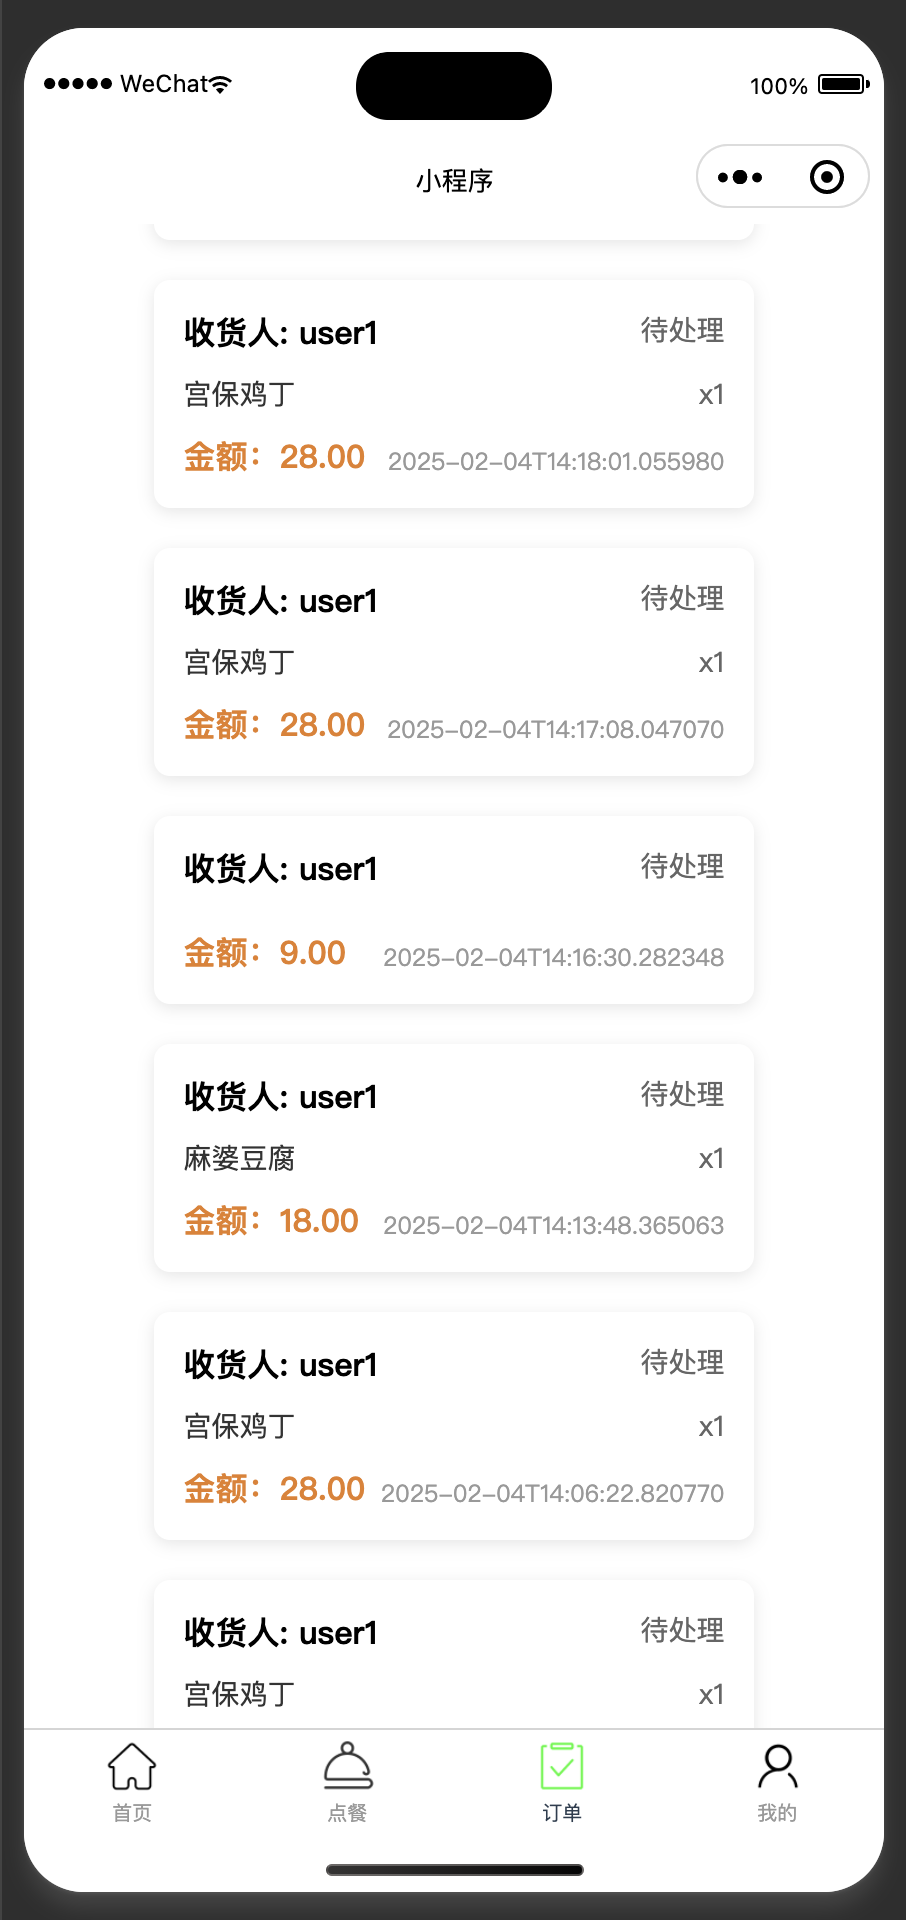 WeChat 100%
小程序
收货人: user1 待处理
宫保鸡丁 x1
金额：28.00 2025-02-04T14:18:01.055980
收货人: user1 待处理
宫保鸡丁 x1
金额：28.00 2025-02-04T14:17:08.047070
收货人: user1 待处理
金额：9.00 2025-02-04T14:16:30.282348
收货人: user1 待处理
麻婆豆腐 x1
金额：18.00 2025-02-04T14:13:48.365063
收货人: user1 待处理
宫保鸡丁 x1
金额：28.00 2025-02-04T14:06:22.820770
收货人: user1 待处理
宫保鸡丁 x1
首页 点餐 订单 我的